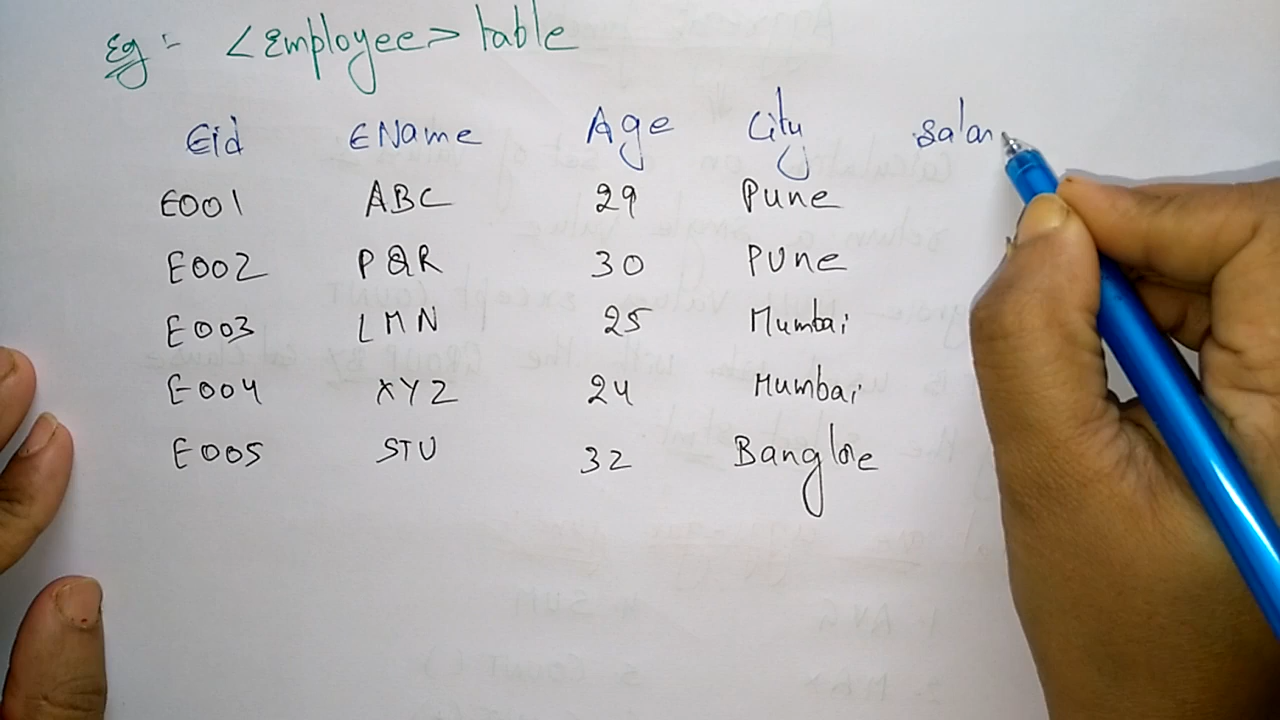 Eg :- <Employee> table
Eid EName Age City Salar
E001 ABC 29 Pune
E002 PQR 30 Pune
E003 LMN 25 Mumbai
E004 XYZ 24 Mumbai
E005 STU 32 Banglore